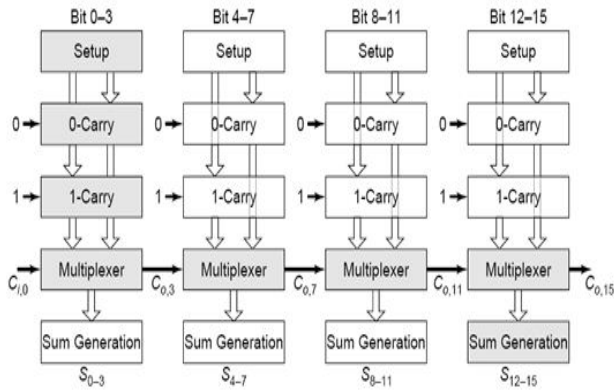 Bit 0–3 Bit 4–7 Bit 8–11 Bit 12–15
Setup Setup Setup Setup
0 0-Carry 0 0-Carry 0 0-Carry 0 0-Carry
1 1-Carry 1 1-Carry 1 1-Carry 1 1-Carry
Multiplexer Multiplexer Multiplexer Multiplexer
Ci,0 Co,3 Co,7 Co,11 Co,15
Sum Generation Sum Generation Sum Generation Sum Generation
S0–3 S4–7 S8–11 S12–15